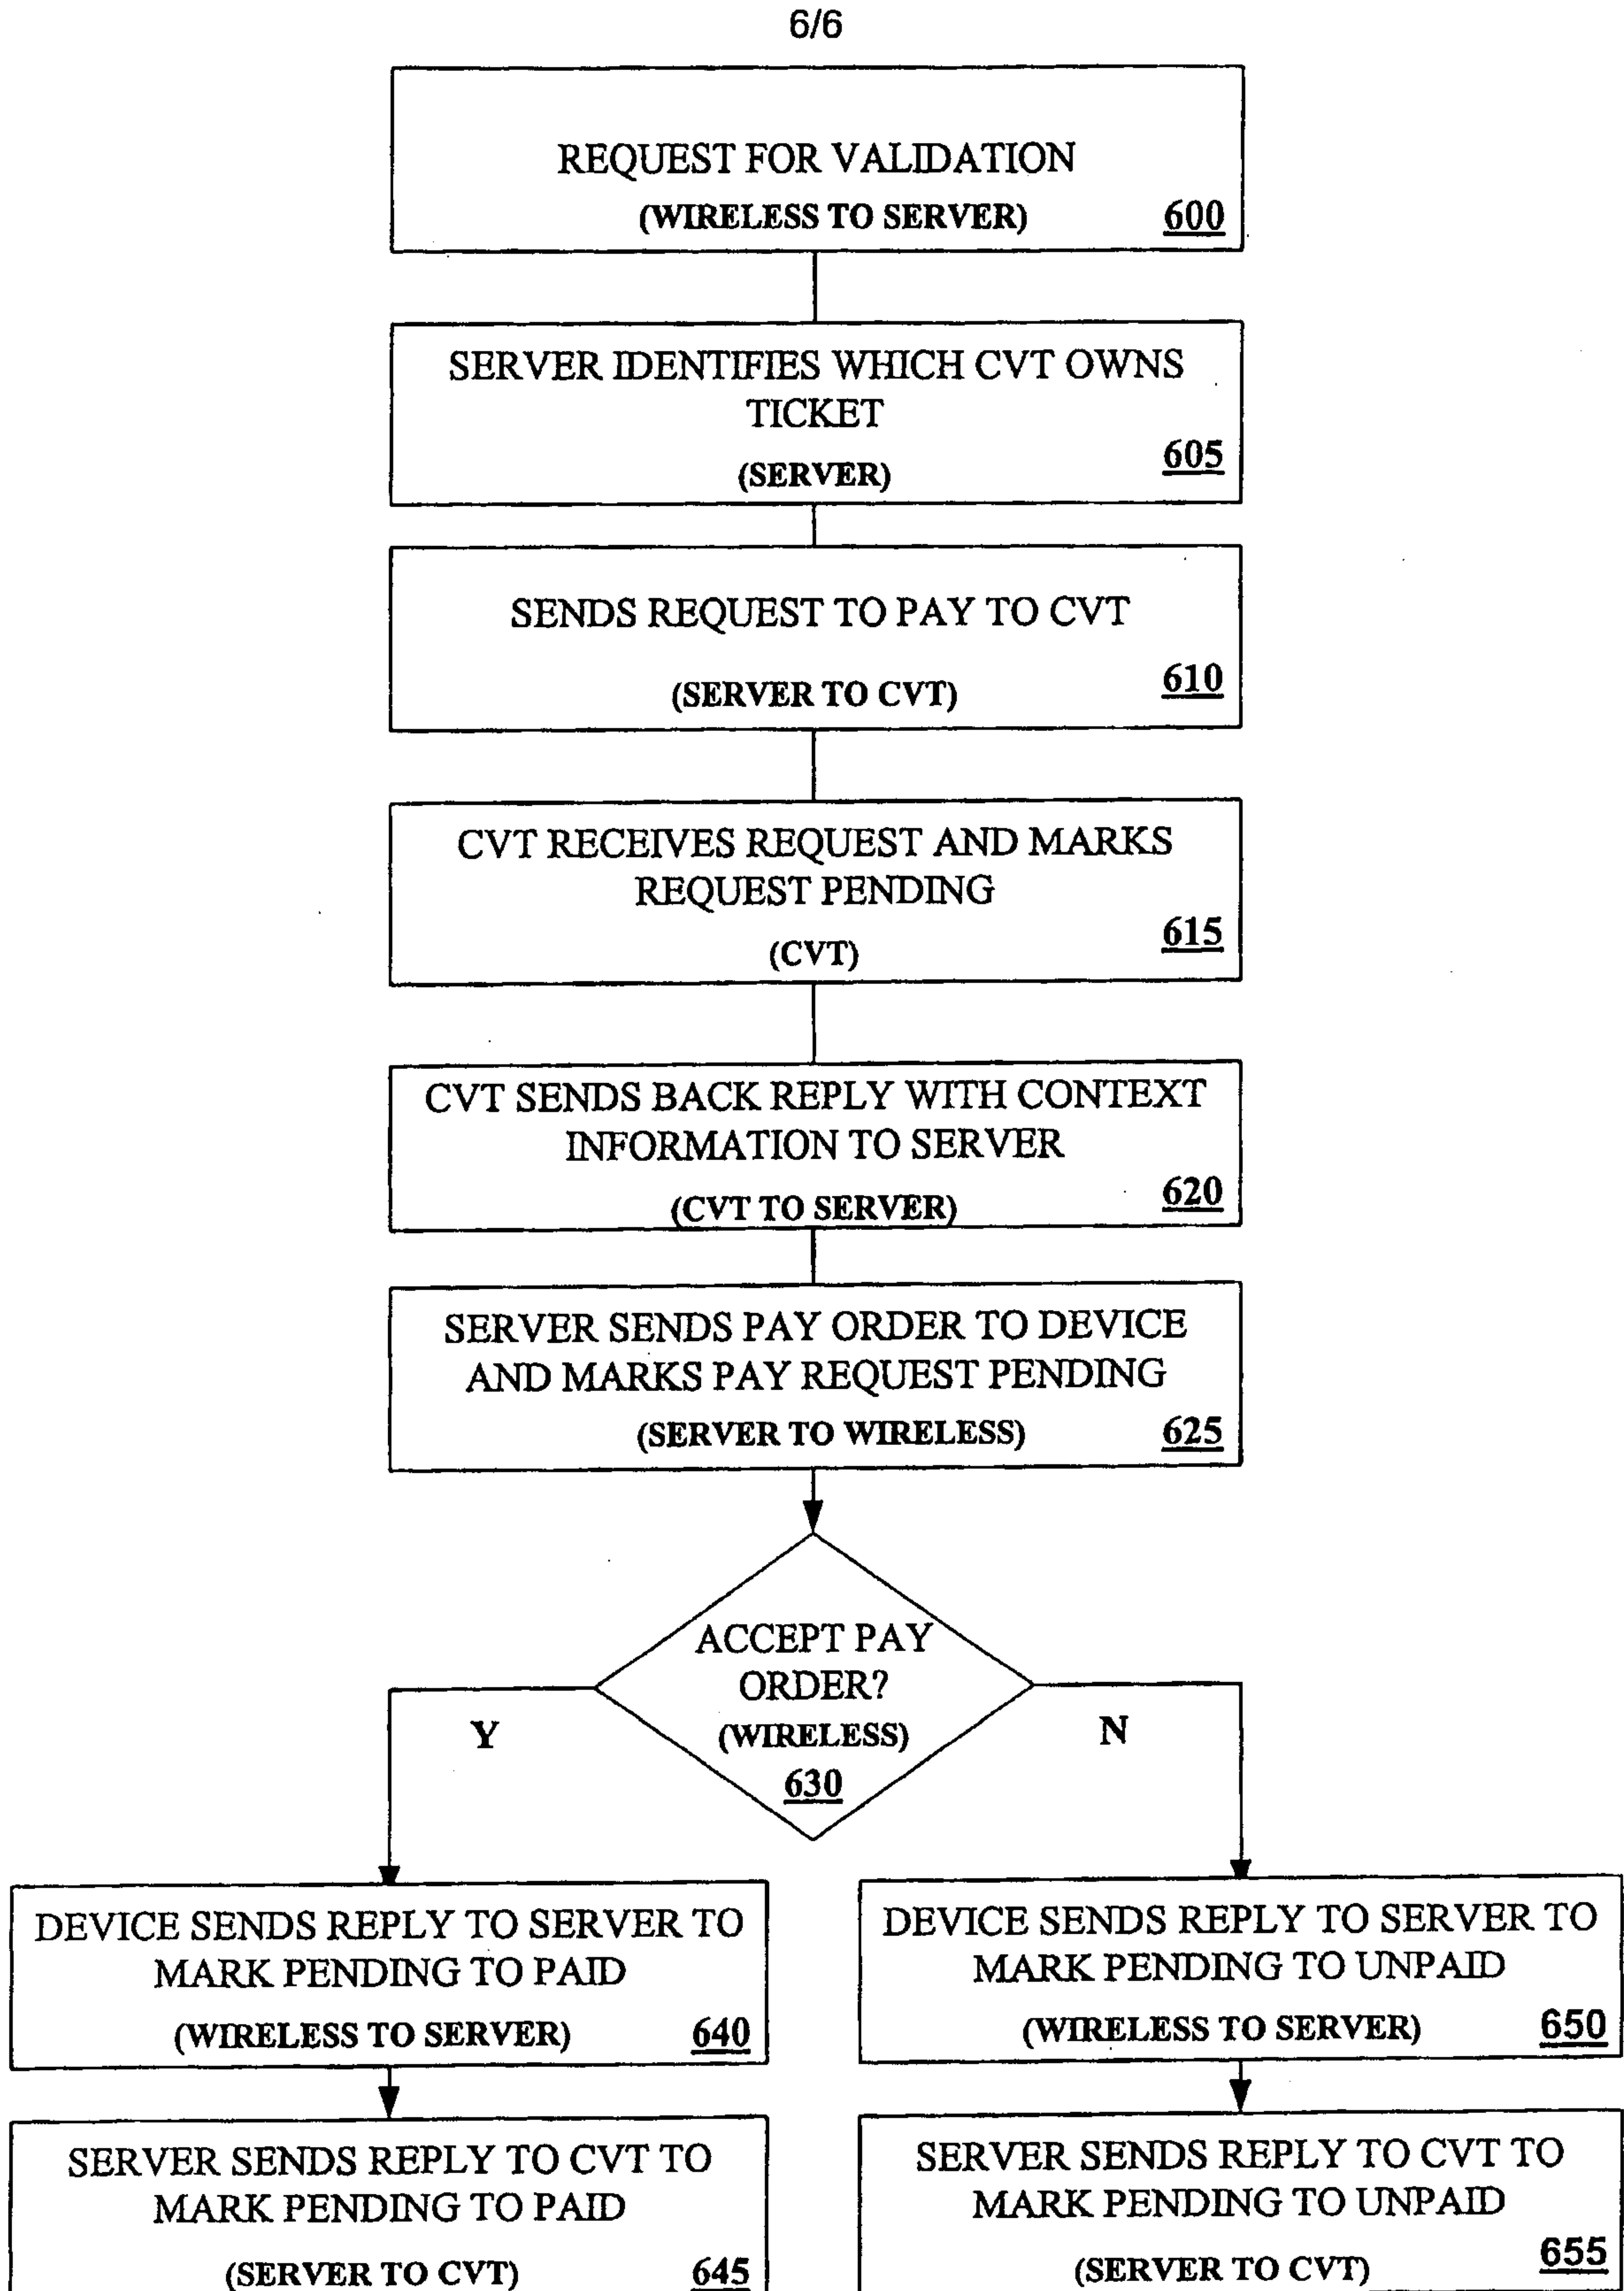 6/6
REQUEST FOR VALIDATION
(WIRELESS TO SERVER) 600
SERVER IDENTIFIES WHICH CVT OWNS
TICKET
(SERVER) 605
SENDS REQUEST TO PAY TO CVT
(SERVER TO CVT) 610
CVT RECEIVES REQUEST AND MARKS
REQUEST PENDING
(CVT) 615
CVT SENDS BACK REPLY WITH CONTEXT
INFORMATION TO SERVER
(CVT TO SERVER) 620
SERVER SENDS PAY ORDER TO DEVICE
AND MARKS PAY REQUEST PENDING
(SERVER TO WIRELESS) 625
ACCEPT PAY
ORDER?
(WIRELESS)
630
Y
N
DEVICE SENDS REPLY TO SERVER TO
MARK PENDING TO PAID
(WIRELESS TO SERVER) 640
DEVICE SENDS REPLY TO SERVER TO
MARK PENDING TO UNPAID
(WIRELESS TO SERVER) 650
SERVER SENDS REPLY TO CVT TO
MARK PENDING TO PAID
(SERVER TO CVT) 645
SERVER SENDS REPLY TO CVT TO
MARK PENDING TO UNPAID
(SERVER TO CVT) 655